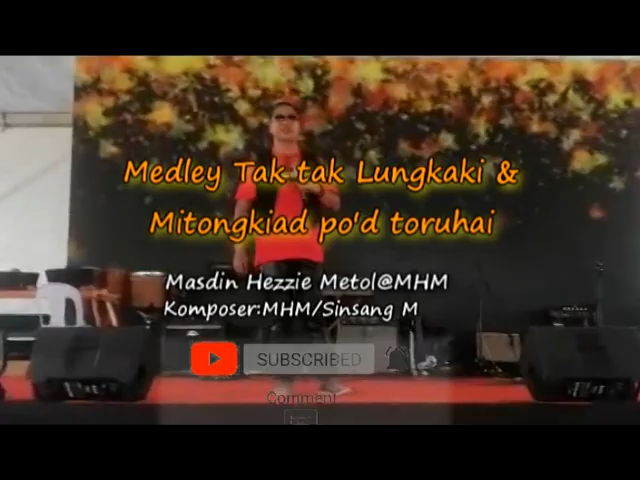 Medley Tak tak Lungkaki &
Mitongkiad po'd toruhai
Masdin Hezzie Metol@MHM
Komposer:MHM/Sinsang M
SUBSCRIBED
Comment